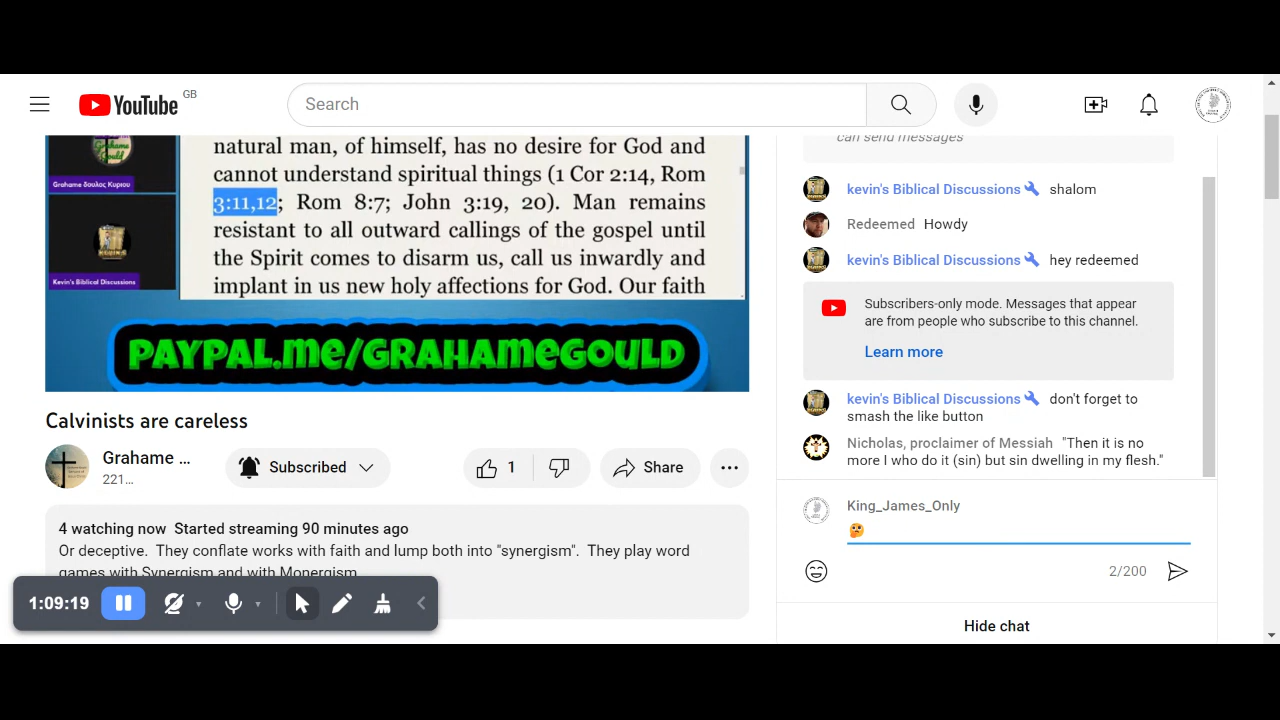 YouTube GB
Search
can send messages
natural man, of himself, has no desire for God and
cannot understand spiritual things (1 Cor 2:14, Rom
3:11,12; Rom 8:7; John 3:19, 20). Man remains
resistant to all outward callings of the gospel until
the Spirit comes to disarm us, call us inwardly and
implant in us new holy affections for God. Our faith
Grahame
Gould
Grahame δουλος Κυριου
Kevin's Biblical Discussions
PAYPAL.me/GRAHAMeGOULD
Calvinists are careless
Grahame ...
221...
Subscribed
1
Share
4 watching now Started streaming 90 minutes ago
Or deceptive. They conflate works with faith and lump both into "synergism". They play word
games with Synergism and with Monergism
1:09:19
kevin's Biblical Discussions shalom
Redeemed Howdy
kevin's Biblical Discussions hey redeemed
Subscribers-only mode. Messages that appear
are from people who subscribe to this channel.
Learn more
kevin's Biblical Discussions don't forget to
smash the like button
Nicholas, proclaimer of Messiah "Then it is no
more I who do it (sin) but sin dwelling in my flesh."
King_James_Only
🤔
2/200
Hide chat